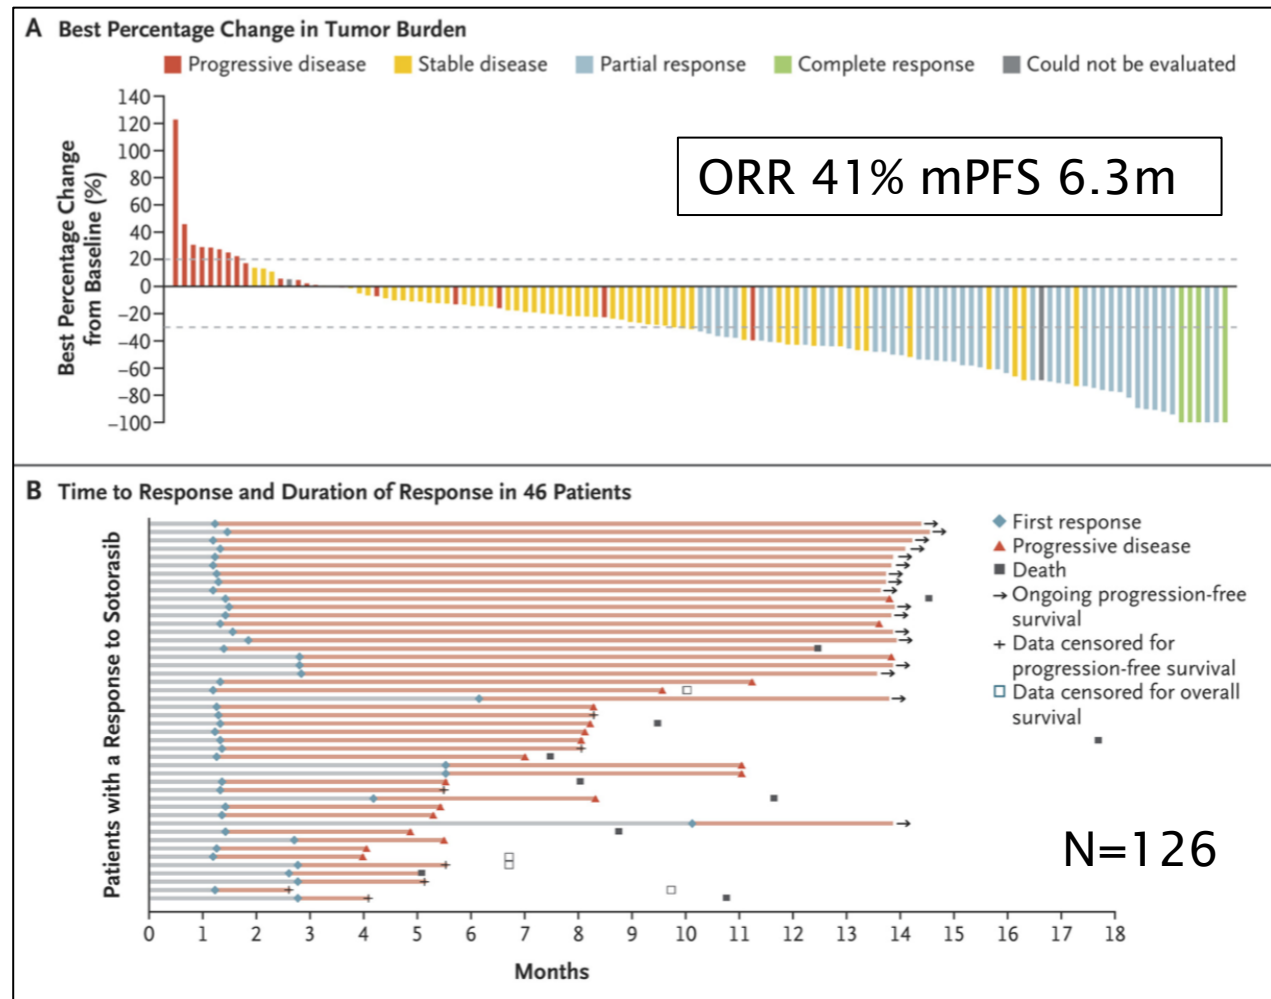 A Best Percentage Change in Tumor Burden
Progressive disease Stable disease Partial response Complete response Could not be evaluated
Best Percentage Change
from Baseline (%)
140
120
100
80
60
40
20
0
−20
−40
−60
−80
−100
ORR 41% mPFS 6.3m
B Time to Response and Duration of Response in 46 Patients
Patients with a Response to Sotorasib
First response
Progressive disease
Death
Ongoing progression-free
survival
Data censored for
progression-free survival
Data censored for overall
survival
N=126
0 1 2 3 4 5 6 7 8 9 10 11 12 13 14 15 16 17 18
Months